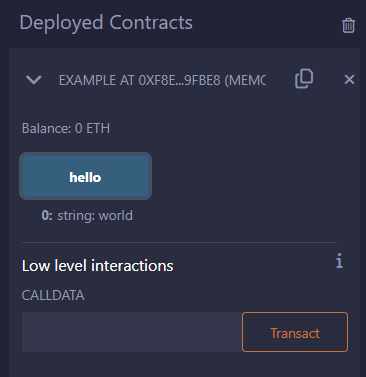 Deployed Contracts
EXAMPLE AT 0XF8E...9FBE8 (MEMC
Balance: 0 ETH
hello
0: string: world
Low level interactions
i
CALLDATA
Transact